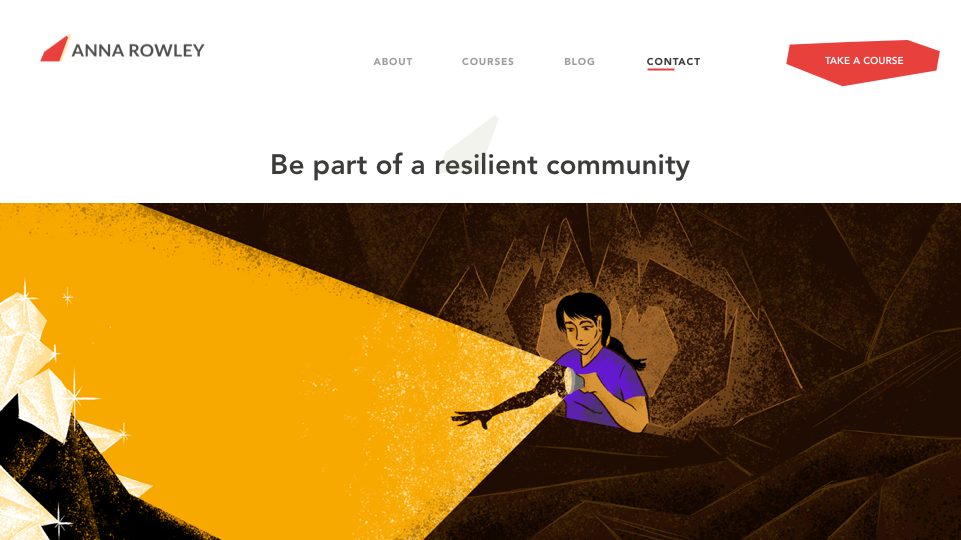 ANNA ROWLEY
ABOUT COURSES BLOG CONTACT
TAKE A COURSE
Be part of a resilient community